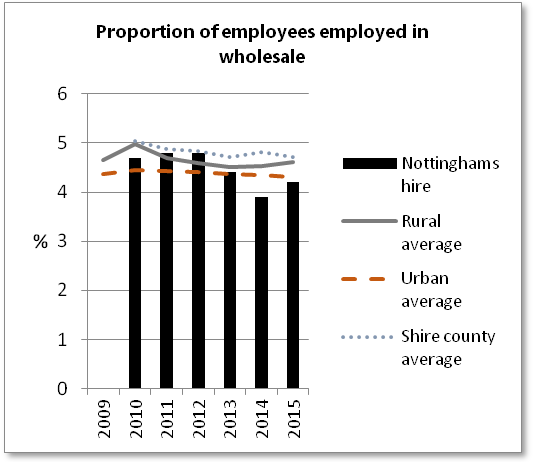 Proportion of employees employed in
wholesale
6
5
4
%
3
2
1
0
2009
2010
2011
2012
2013
2014
2015
Nottinghams
hire
Rural
average
Urban
average
Shire county
average